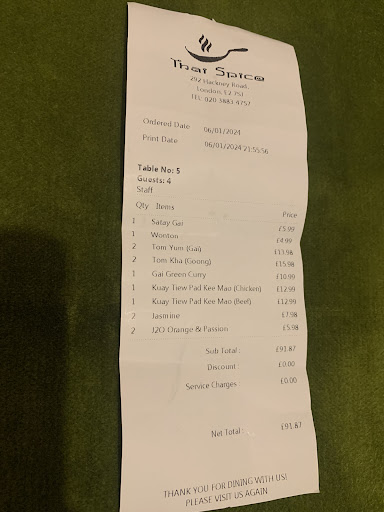 Thai Spice
292 Hackney Road,
London, E2
TEL: 020 3883 4757
Ordered Date 06/01/2024
Print Date 06/01/2024 21:55:56
Table No: 5
Guests: 4
Staff
Qty Items Price
1 Satay Gai £5.99
1 Wonton £4.99
2 Tom Yum (Gai) £13.98
2 Tom Kha (Goong) £15.98
1 Gai Green Curry £10.99
1 Kuay Tiew Pad Kee Mao (Chicken) £12.99
1 Kuay Tiew Pad Kee Mao (Beef) £12.99
2 Jasmine £7.98
2 J2O Orange & Passion £5.98
Sub Total : £91.87
Discount : £0.00
Service Charges : £0.00
Net Total : £91.87
THANK YOU FOR DINING WITH US!
PLEASE VISIT US AGAIN